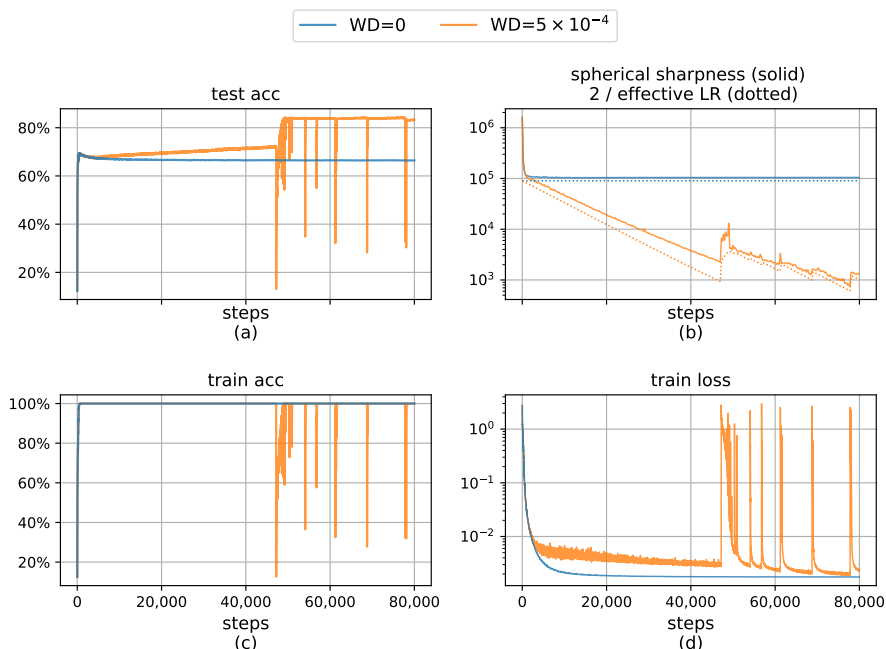 WD=0 WD=5 × 10⁻⁴
test acc
80%
60%
40%
20%
steps
(a)
spherical sharpness (solid)
2 / effective LR (dotted)
10⁶
10⁵
10⁴
10³
steps
(b)
train acc
100%
80%
60%
40%
20%
0 20,000 40,000 60,000 80,000
steps
(c)
train loss
10⁰
10⁻¹
10⁻²
0 20,000 40,000 60,000 80,000
steps
(d)